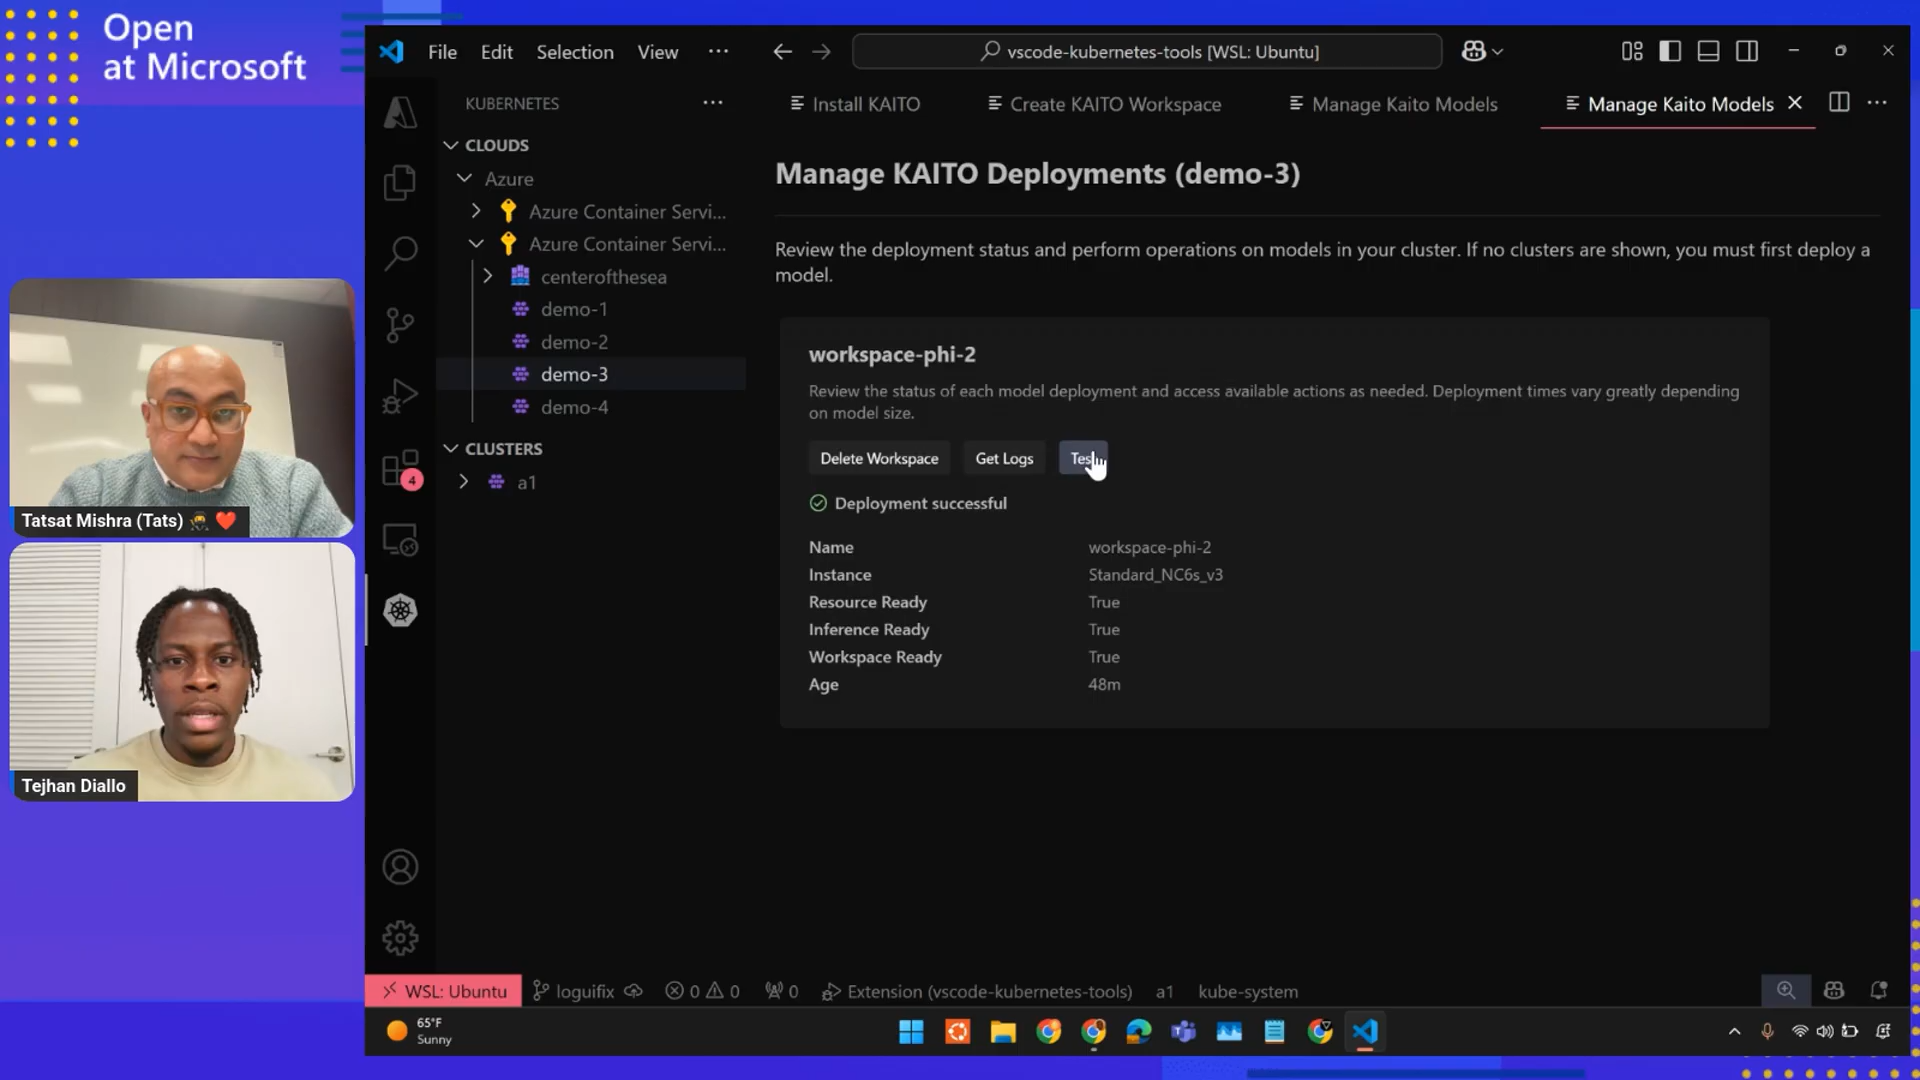 Open
at Microsoft
File Edit Selection View ...
vscode-kubernetes-tools [WSL: Ubuntu]
KUBERNETES
Install KAITO
Create KAITO Workspace
Manage Kaito Models
Manage Kaito Models
CLOUDS
Azure
Azure Container Servi...
Azure Container Servi...
centerofthesea
demo-1
demo-2
demo-3
demo-4
CLUSTERS
a1
4
Manage KAITO Deployments (demo-3)
Review the deployment status and perform operations on models in your cluster. If no clusters are shown, you must first deploy a
model.
workspace-phi-2
Review the status of each model deployment and access available actions as needed. Deployment times vary greatly depending
on model size.
Delete Workspace Get Logs
Deployment successful
Name workspace-phi-2
Instance Standard_NC6s_v3
Resource Ready True
Inference Ready True
Workspace Ready True
Age 48m
Tatsat Mishra (Tats)
Tejhan Diallo
WSL: Ubuntu loguifix 0 0 0 Extension (vscode-kubernetes-tools) a1 kube-system
65°F
Sunny